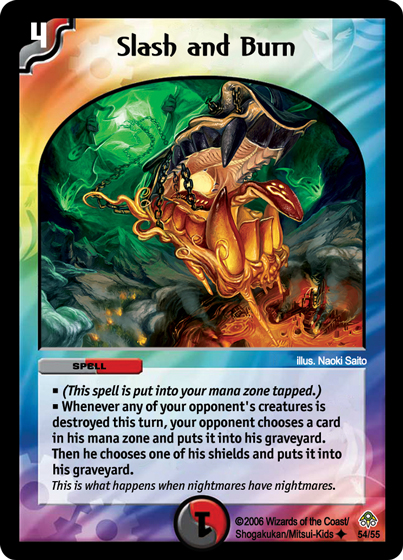 4
Slash and Burn
illus. Naoki Saito
SPELL
▪ (This spell is put into your mana zone tapped.)
▪ Whenever any of your opponent's creatures is
destroyed this turn, your opponent chooses a card
in his mana zone and puts it into his graveyard.
Then he chooses one of his shields and puts it into
his graveyard.
This is what happens when nightmares have nightmares.
1
©2006 Wizards of the Coast/
Shogakukan/Mitsui-Kids ✦ 54/55